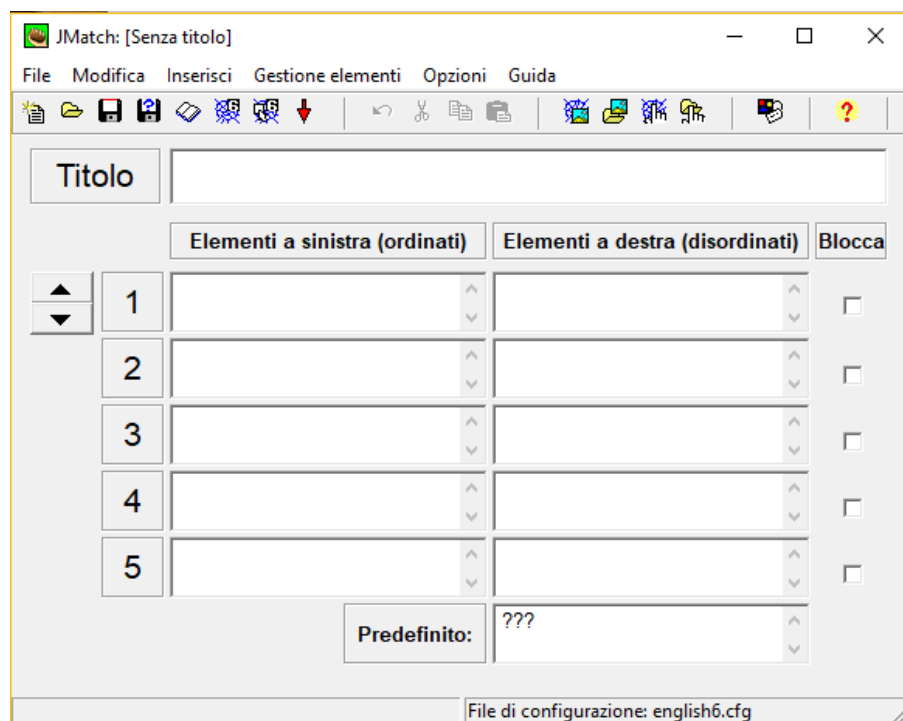 JMatch: [Senza titolo]
File Modifica Inserisci Gestione elementi Opzioni Guida
Titolo
Elementi a sinistra (ordinati) Elementi a destra (disordinati) Blocca
1
2
3
4
5
Predefinito: ???
File di configurazione: english6.cfg